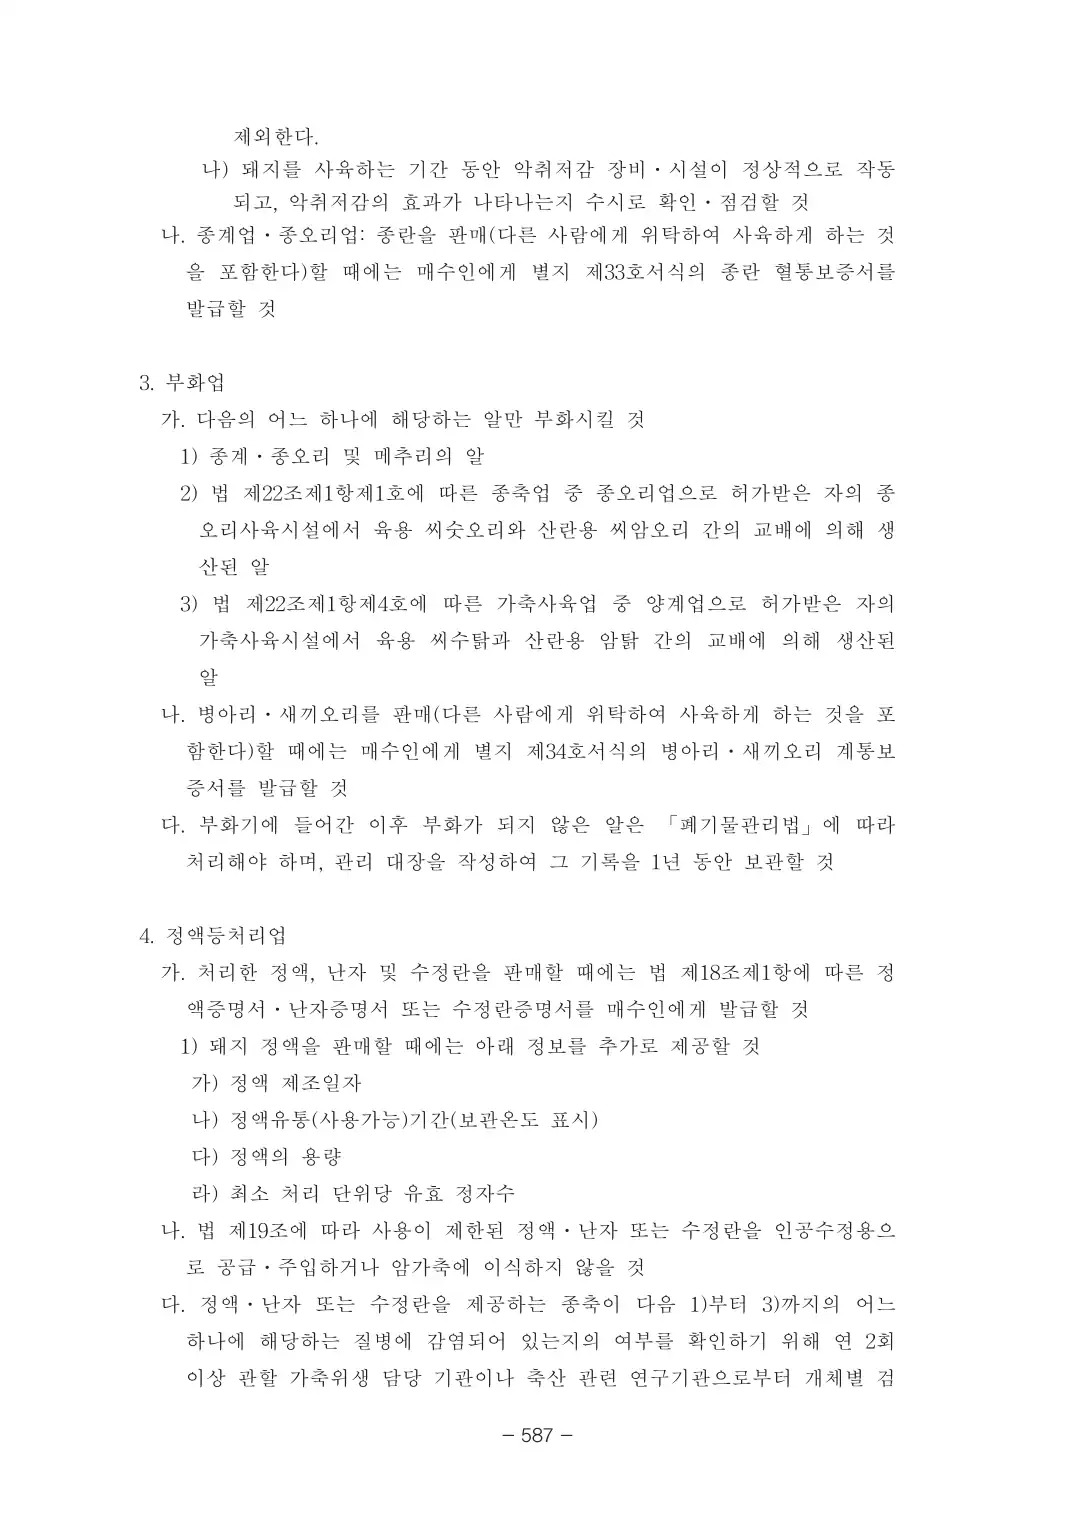 제외한다.
나) 돼지를 사육하는 기간 동안 악취저감 장비·시설이 정상적으로 작동
되고, 악취저감의 효과가 나타나는지 수시로 확인·점검할 것
나. 종계업·종오리업: 종란을 판매(다른 사람에게 위탁하여 사육하게 하는 것
을 포함한다)할 때에는 매수인에게 별지 제33호서식의 종란 혈통보증서를
발급할 것
3. 부화업
가. 다음의 어느 하나에 해당하는 알만 부화시킬 것
1) 종계·종오리 및 메추리의 알
2) 법 제22조제1항제1호에 따른 종축업 중 종오리업으로 허가받은 자의 종
오리사육시설에서 육용 씨숫오리와 산란용 씨암오리 간의 교배에 의해 생
산된 알
3) 법 제22조제1항제4호에 따른 가축사육업 중 양계업으로 허가받은 자의
가축사육시설에서 육용 씨수탉과 산란용 암탉 간의 교배에 의해 생산된
알
나. 병아리·새끼오리를 판매(다른 사람에게 위탁하여 사육하게 하는 것을 포
함한다)할 때에는 매수인에게 별지 제34호서식의 병아리·새끼오리 계통보
증서를 발급할 것
다. 부화기에 들어간 이후 부화가 되지 않은 알은 「폐기물관리법」에 따라
처리해야 하며, 관리 대장을 작성하여 그 기록을 1년 동안 보관할 것
4. 정액등처리업
가. 처리한 정액, 난자 및 수정란을 판매할 때에는 법 제18조제1항에 따른 정
액증명서·난자증명서 또는 수정란증명서를 매수인에게 발급할 것
1) 돼지 정액을 판매할 때에는 아래 정보를 추가로 제공할 것
가) 정액 제조일자
나) 정액유통(사용가능)기간(보관온도 표시)
다) 정액의 용량
라) 최소 처리 단위당 유효 정자수
나. 법 제19조에 따라 사용이 제한된 정액·난자 또는 수정란을 인공수정용으
로 공급·주입하거나 암가축에 이식하지 않을 것
다. 정액·난자 또는 수정란을 제공하는 종축이 다음 1)부터 3)까지의 어느
하나에 해당하는 질병에 감염되어 있는지의 여부를 확인하기 위해 연 2회
이상 관할 가축위생 담당 기관이나 축산 관련 연구기관으로부터 개체별 검
- 587 -